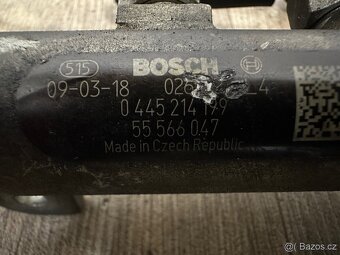 515 BOSCH
09-03-18
0 445 214 199
55 566 047
Made in Czech Republic
Bazos.cz